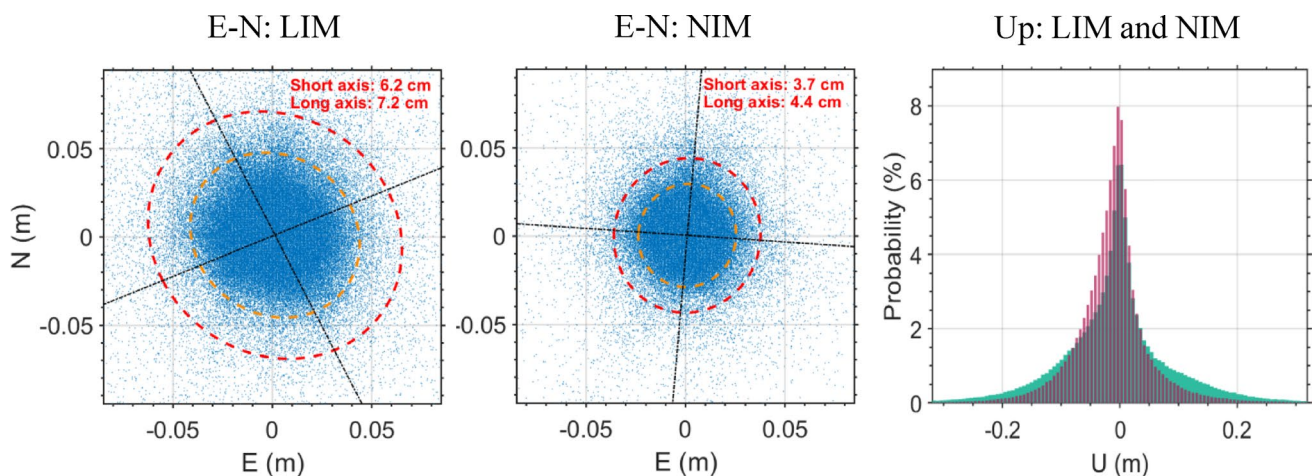 E-N: LIM
E-N: NIM
Up: LIM and NIM
Short axis: 6.2 cm
Long axis: 7.2 cm
0.05
0
-0.05
N (m)
-0.05
0
0.05
E (m)
Short axis: 3.7 cm
Long axis: 4.4 cm
0.05
0
-0.05
-0.05
0
0.05
E (m)
8
6
4
2
0
Probability (%)
-0.2
0
0.2
U (m)